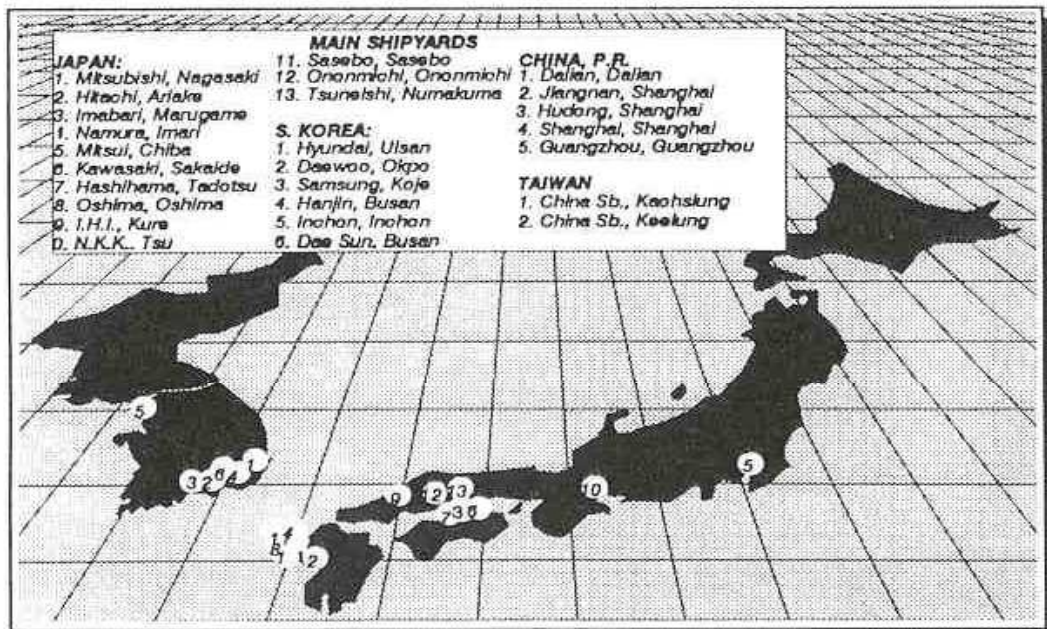 MAIN SHIPYARDS
JAPAN:
1. Mitsubishi, Nagasaki
2. Hitachi, Ariake
3. Imabari, Marugame
1. Namura, Imari
5. Mitsui, Chiba
6. Kawasaki, Sakaide
7. Hashihama, Tadotsu
8. Oshima, Oshima
9. I.H.I., Kure
0. N.K.K., Tsu
11. Sasebo, Sasebo
12. Ononmichi, Ononmichi
13. Tsuneishi, Numakuma
S. KOREA:
1. Hyundai, Ulsan
2. Daewoo, Okpo
3. Samsung, Koje
4. Hanjin, Busan
5. Inchon, Inchon
6. Dae Sun, Busan
CHINA, P.R.
1. Dalian, Dalian
2. Jiangnan, Shanghai
3. Hudong, Shanghai
4. Shanghai, Shanghai
5. Guangzhou, Guangzhou
TAIWAN
1. China Sb., Kaohsiung
2. China Sb., Keelung
5
3 2 6 4 1
9 12 13
7 3 6
10
5
4
8
1
12